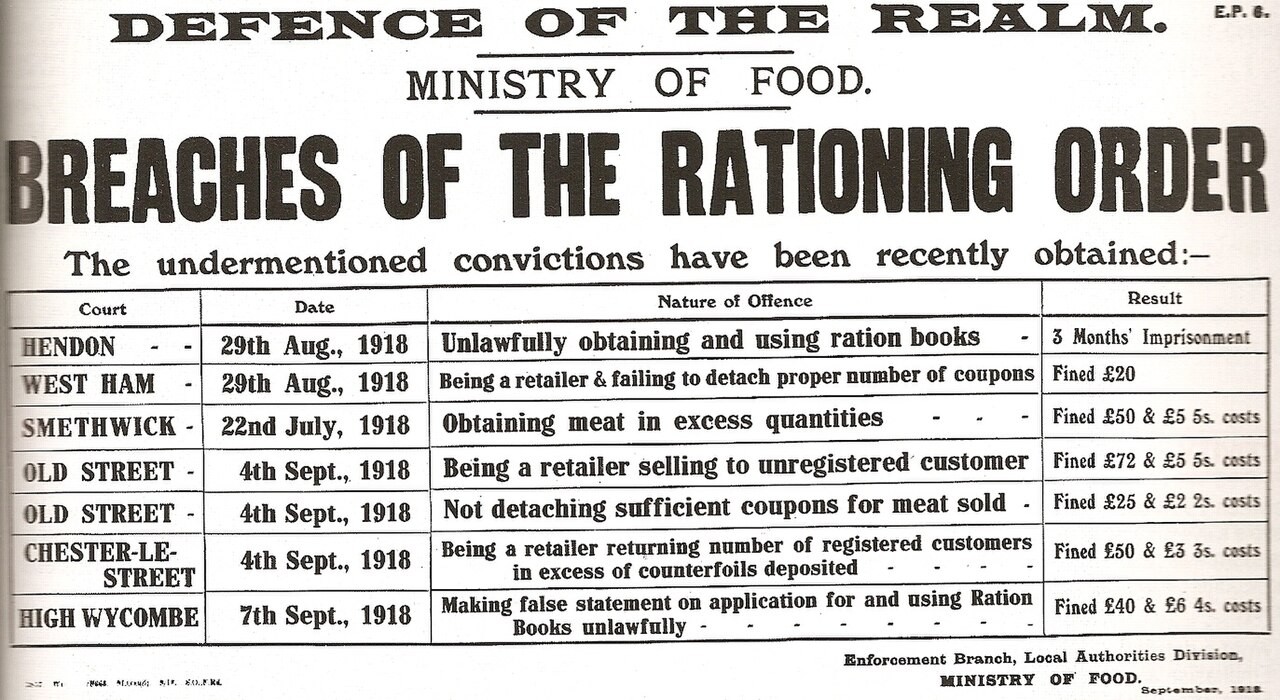 DEFENCE OF THE REALM.
E.P. 6.
MINISTRY OF FOOD.
BREACHES OF THE RATIONING ORDER
The undermentioned convictions have been recently obtained:—
Court Date Nature of Offence Result
HENDON - - 29th Aug., 1918 Unlawfully obtaining and using ration books - 3 Months' Imprisonment
WEST HAM - 29th Aug., 1918 Being a retailer & failing to detach proper number of coupons Fined £20
SMETHWICK - 22nd July, 1918 Obtaining meat in excess quantities - - - Fined £50 & £5 5s. costs
OLD STREET - 4th Sept., 1918 Being a retailer selling to unregistered customer Fined £72 & £5 5s. costs
OLD STREET - 4th Sept., 1918 Not detaching sufficient coupons for meat sold - Fined £25 & £2 2s. costs
CHESTER-LE-
STREET 4th Sept., 1918 Being a retailer returning number of registered customers
in excess of counterfoils deposited - - - - Fined £50 & £3 3s. costs
HIGH WYCOMBE 7th Sept., 1918 Making false statement on application for and using Ration
Books unlawfully - - - - - - - Fined £40 & £6 4s. costs
Enforcement Branch, Local Authorities Division,
MINISTRY OF FOOD.
September, 1918